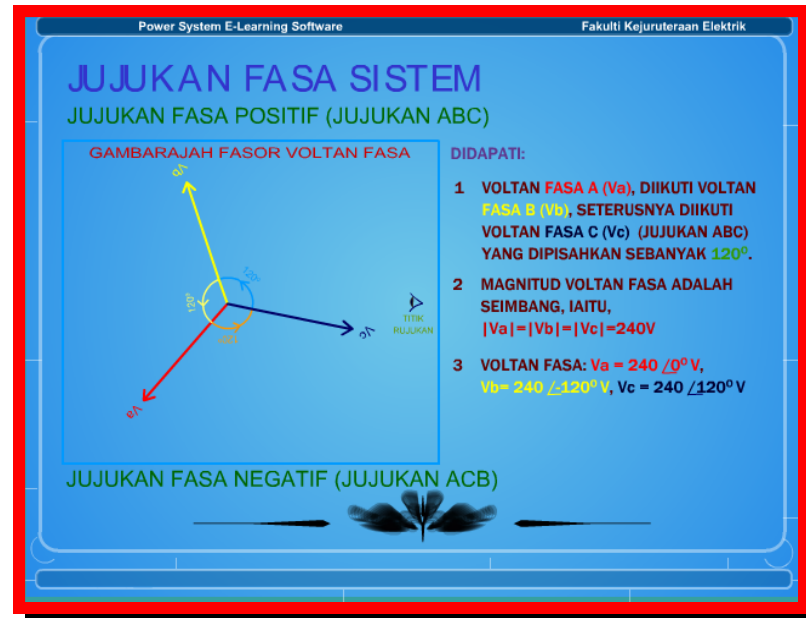 Power System E-Learning Software
Fakulti Kejuruteraan Elektrik
JUJUKAN FASA SISTEM
JUJUKAN FASA POSITIF (JUJUKAN ABC)
GAMBARAJAH FASOR VOLTAN FASA
Vb
120⁰
120⁰
120⁰
Vc
Va
TITIK
RUJUKAN
DIDAPATI:
1 VOLTAN FASA A (Va), DIIKUTI VOLTAN
FASA B (Vb), SETERUSNYA DIIKUTI
VOLTAN FASA C (Vc) (JUJUKAN ABC)
YANG DIPISAHKAN SEBANYAK 120⁰.
2 MAGNITUD VOLTAN FASA ADALAH
SEIMBANG, IAITU,
|Va|=|Vb|=|Vc|=240V
3 VOLTAN FASA: Va = 240 /0⁰ V,
Vb= 240 /-120⁰ V, Vc = 240 /120⁰ V
JUJUKAN FASA NEGATIF (JUJUKAN ACB)